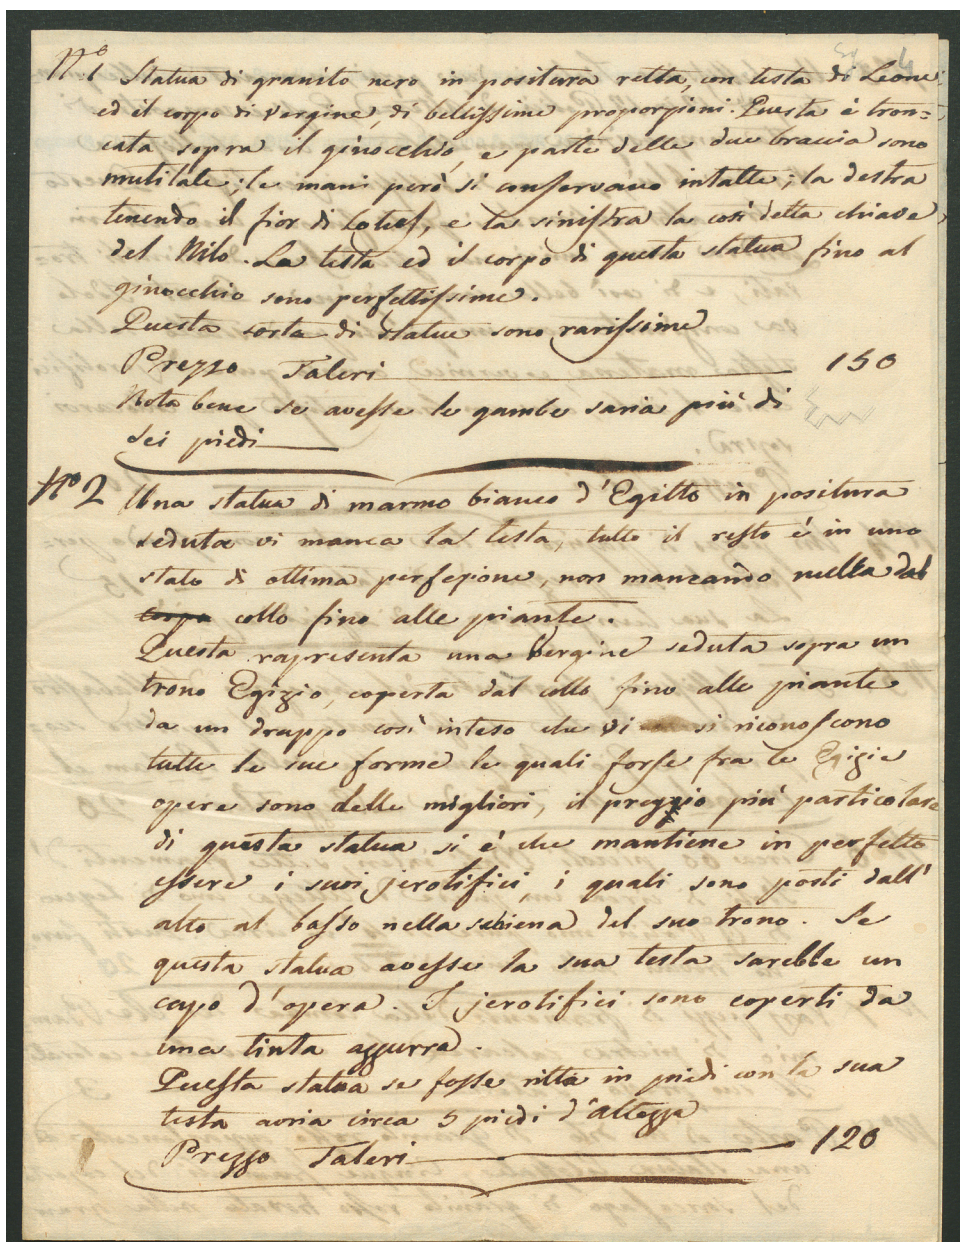 N.º 1 Statua di granito nero in positura retta, con testa di Leone
ed il corpo di Vergine, di bellissime proporzioni. Questa è tron=
cata sopra il ginocchio, e parte delle due braccia sono
mutilate; le mani però si conservano intatte; la destra
tenendo il fior di Lotus, e la sinistra la così detta chiave
del Nilo. La testa ed il corpo di questa statua fino al
ginocchio sono perfettissime.
Questa sorta di statue sono rarissime
Prezzo Taleri 150
Nota bene se avesse le gambe saria più di
sei piedi
Nº 2 Una statua di marmo bianco d'Egitto in positura
seduta vi manca la testa, tutto il resto è in uno
stato di ottima perfezione, non mancando nulla dal
corpo collo fino alle piante.
Questa rapresenta una Vergine seduta sopra un
trono Egizio, coperta dal collo fino alle piante
da un drappo così inteso che vi si riconoscono
tutte le sue forme le quali forse fra le Egizie
opere sono delle migliori, il preggio più particolare
di questa statua si è che mantiene in perfetto
essere i suoi jerolifici, i quali sono posti dall'
alto al basso nella schiena del suo trono. Se
questa statua avesse la sua testa sarebbe un
capo d'opera. I jerolifici sono coperti da
una tinta azzurra.
Questa statua se fosse ritta in piedi con la sua
testa avria circa 5 piedi d'altezza
Prezzo Taleri 120